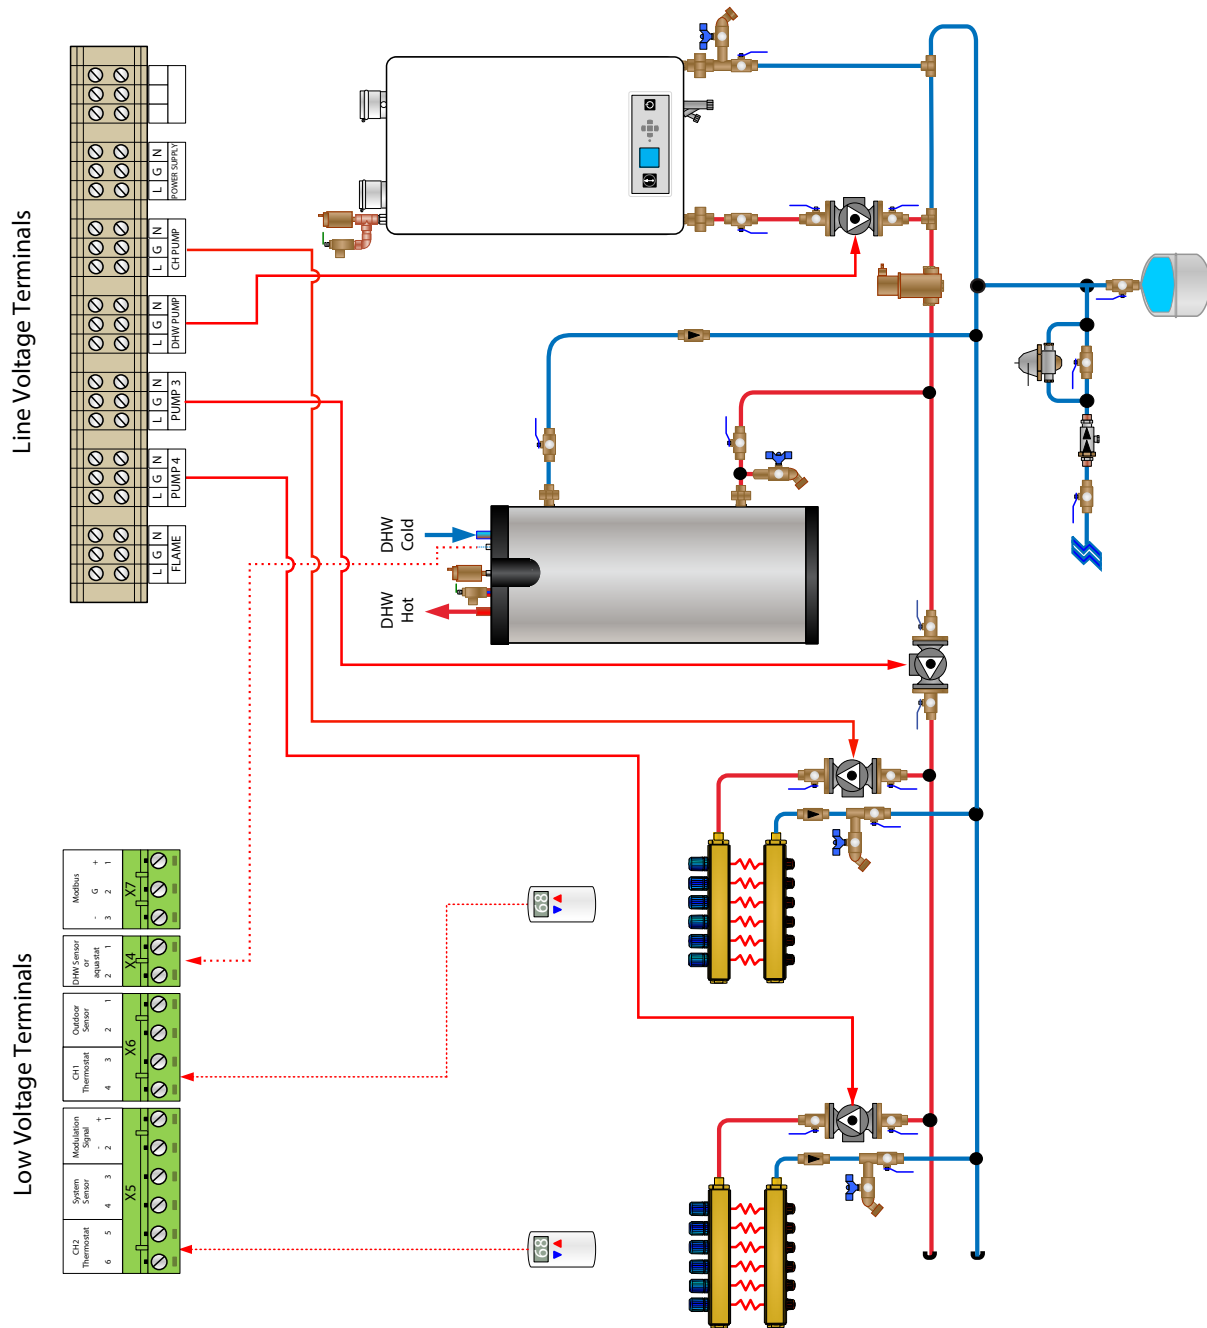 Line Voltage Terminals
L G N
POWER SUPPLY
L G N
CH PUMP
L G N
DHW PUMP
L G N
PUMP 3
L G N
PUMP 4
L G N
FLAME
DHW
Cold
DHW
Hot
Low Voltage Terminals
Modbus
- G +
3 2 1
X7
DHW Sensor
or
aquastat
2 1
X4
Outdoor
Sensor
2 1
CH1
Thermostat
4 3
X6
Modulation
Signal
- +
2 1
System
Sensor
4 3
CH2
Thermostat
6 5
X5
68
68